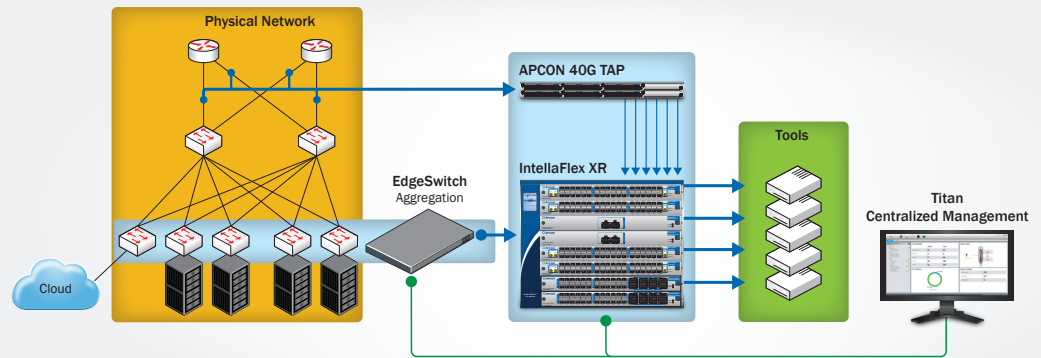 Physical Network
APCON 40G TAP
Tools
IntellaFlex XR
EdgeSwitch
Aggregation
Titan
Centralized Management
Cloud